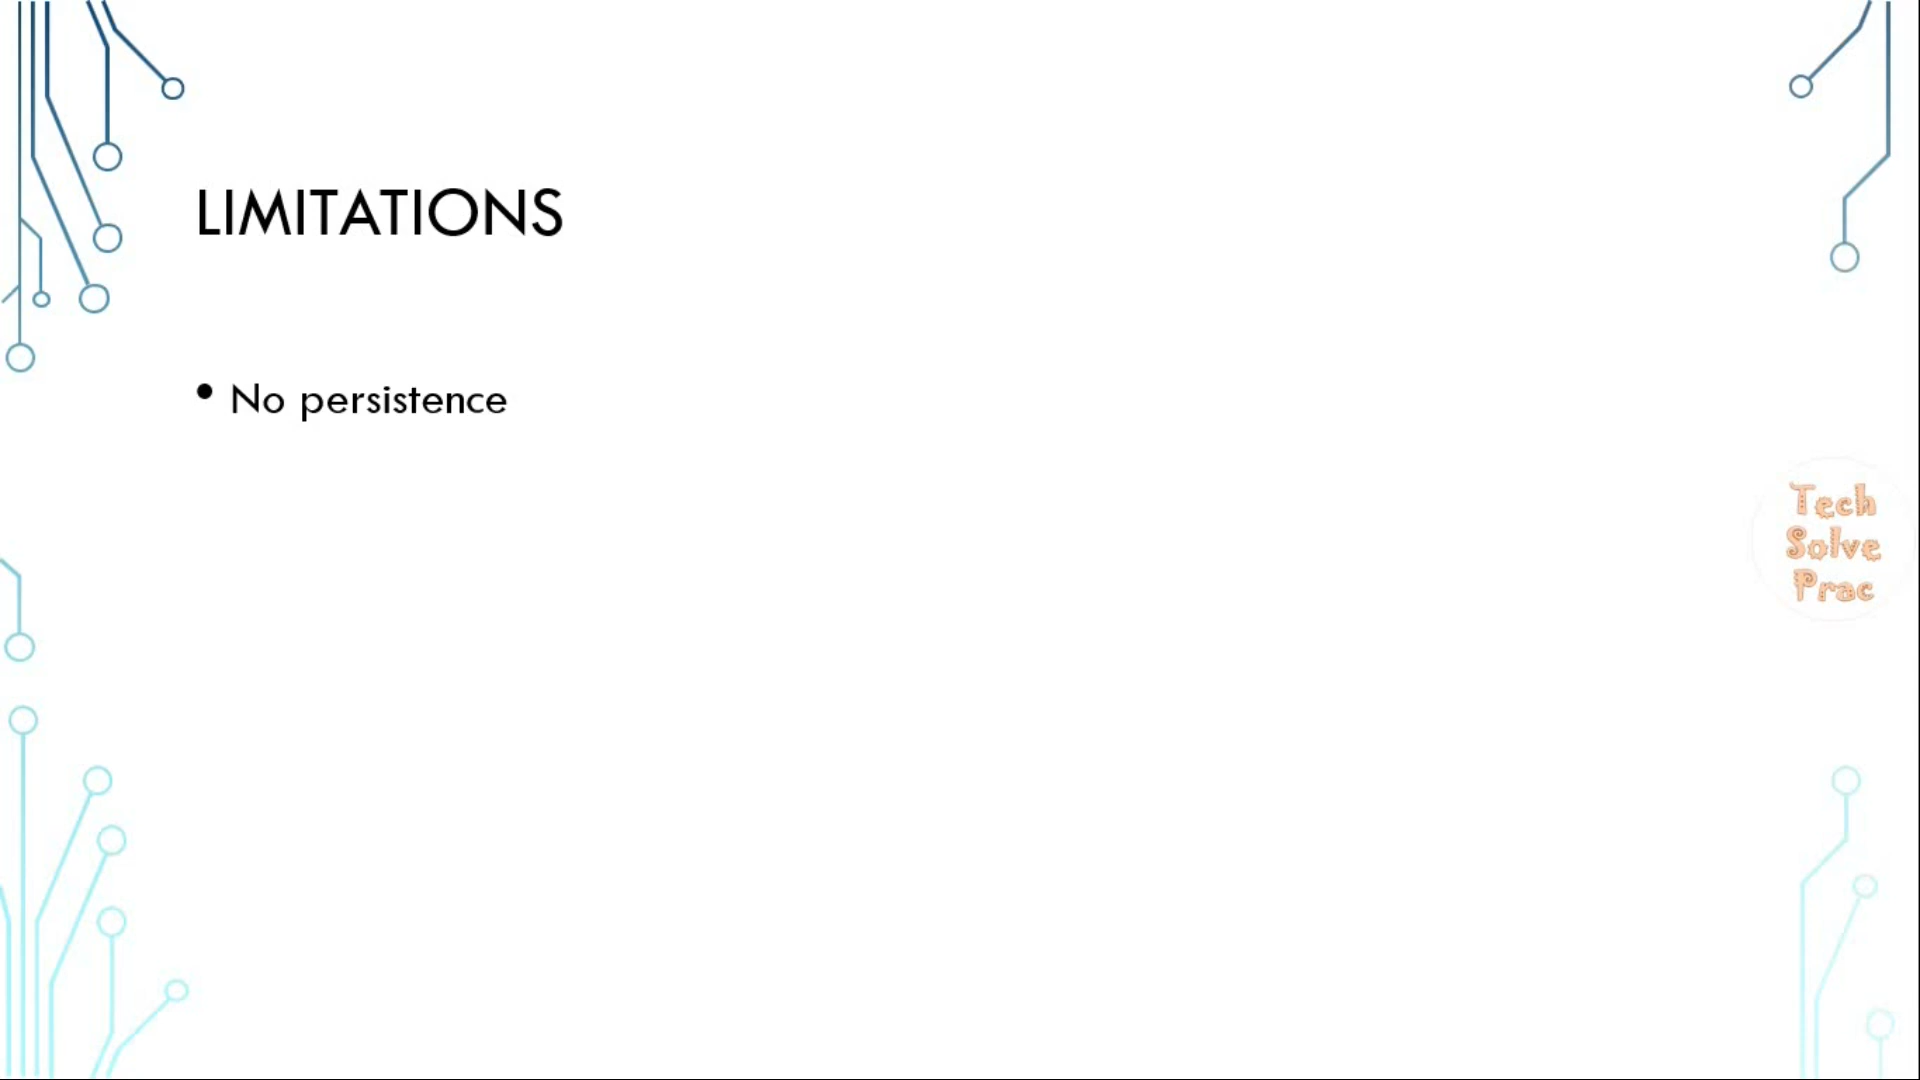 LIMITATIONS
• No persistence
Tech
Solve
Prac